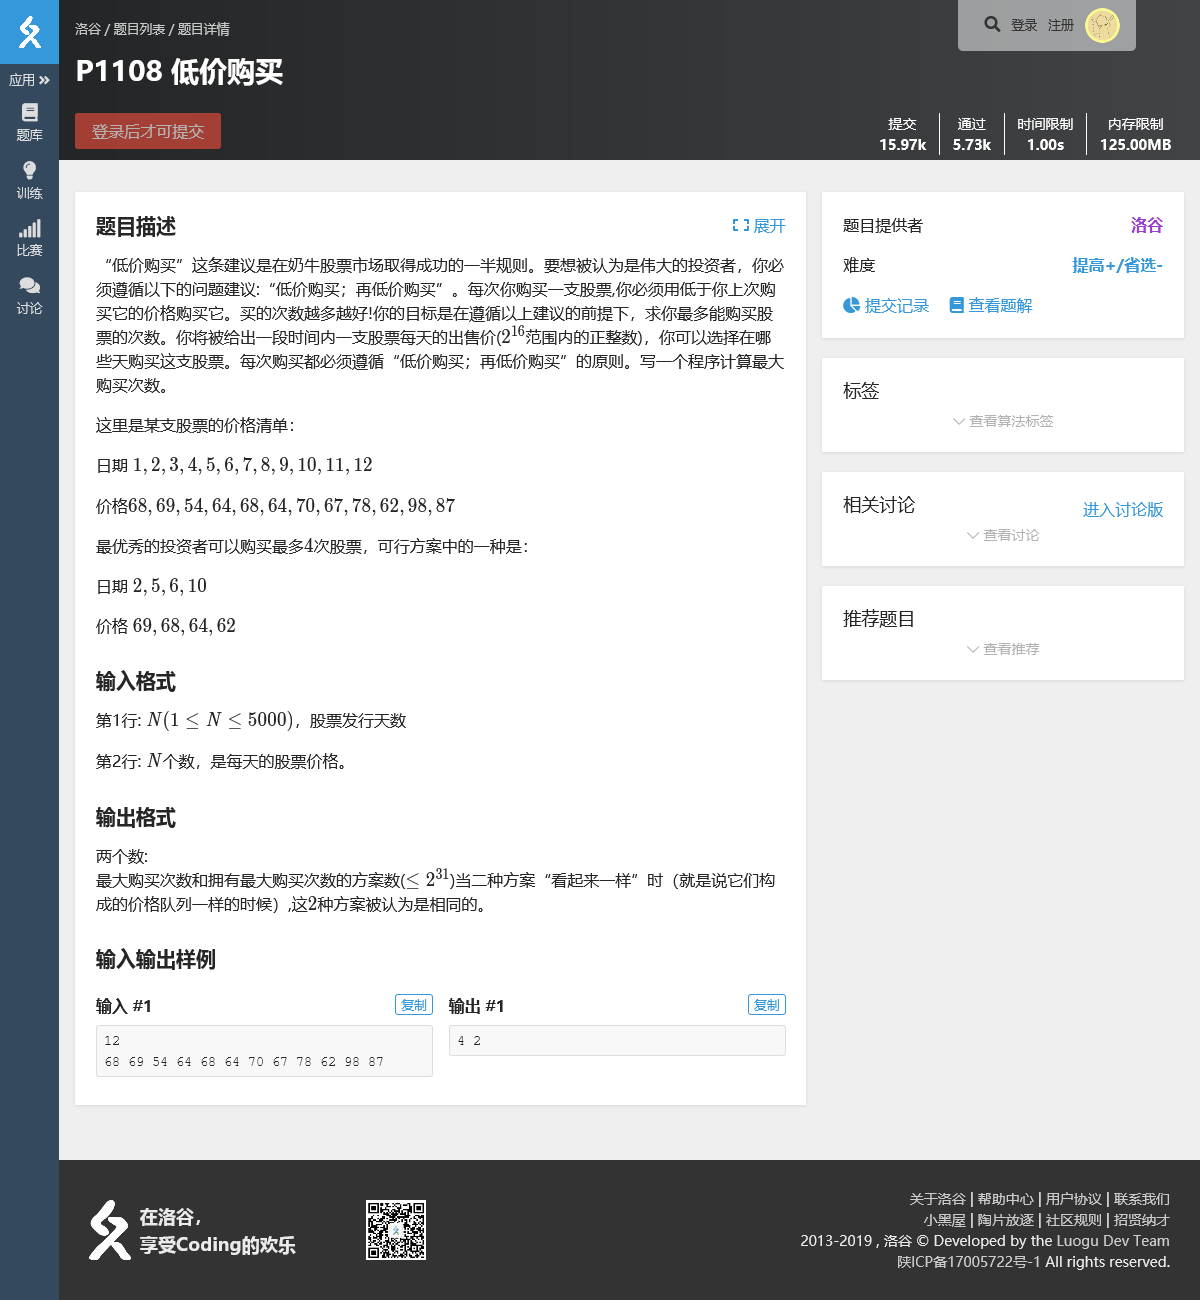 洛谷 / 题目列表 / 题目详情
登录 注册
P1108 低价购买
登录后才可提交
提交 通过 时间限制 内存限制
15.97k 5.73k 1.00s 125.00MB
应用
题库
训练
比赛
讨论
题目描述 展开
“低价购买”这条建议是在奶牛股票市场取得成功的一半规则。要想被认为是伟大的投资者，你必
须遵循以下的问题建议:“低价购买；再低价购买”。每次你购买一支股票,你必须用低于你上次购
买它的价格购买它。买的次数越多越好!你的目标是在遵循以上建议的前提下，求你最多能购买股
票的次数。你将被给出一段时间内一支股票每天的出售价(2^16范围内的正整数)，你可以选择在哪
些天购买这支股票。每次购买都必须遵循“低价购买；再低价购买”的原则。写一个程序计算最大
购买次数。
这里是某支股票的价格清单：
日期 1,2,3,4,5,6,7,8,9,10,11,12
价格68,69,54,64,68,64,70,67,78,62,98,87
最优秀的投资者可以购买最多4次股票，可行方案中的一种是：
日期 2,5,6,10
价格 69,68,64,62
输入格式
第1行: N(1 ≤ N ≤ 5000)，股票发行天数
第2行: N个数，是每天的股票价格。
输出格式
两个数:
最大购买次数和拥有最大购买次数的方案数(≤ 2^31)当二种方案“看起来一样”时（就是说它们构
成的价格队列一样的时候）,这2种方案被认为是相同的。
输入输出样例
输入 #1 复制
12
68 69 54 64 68 64 70 67 78 62 98 87
输出 #1 复制
4 2
题目提供者 洛谷
难度 提高+/省选-
提交记录 查看题解
标签
查看算法标签
相关讨论 进入讨论版
查看讨论
推荐题目
查看推荐
在洛谷，
享受Coding的欢乐
关于洛谷 | 帮助中心 | 用户协议 | 联系我们
小黑屋 | 陶片放逐 | 社区规则 | 招贤纳才
2013-2019 , 洛谷 © Developed by the Luogu Dev Team
陕ICP备17005722号-1 All rights reserved.